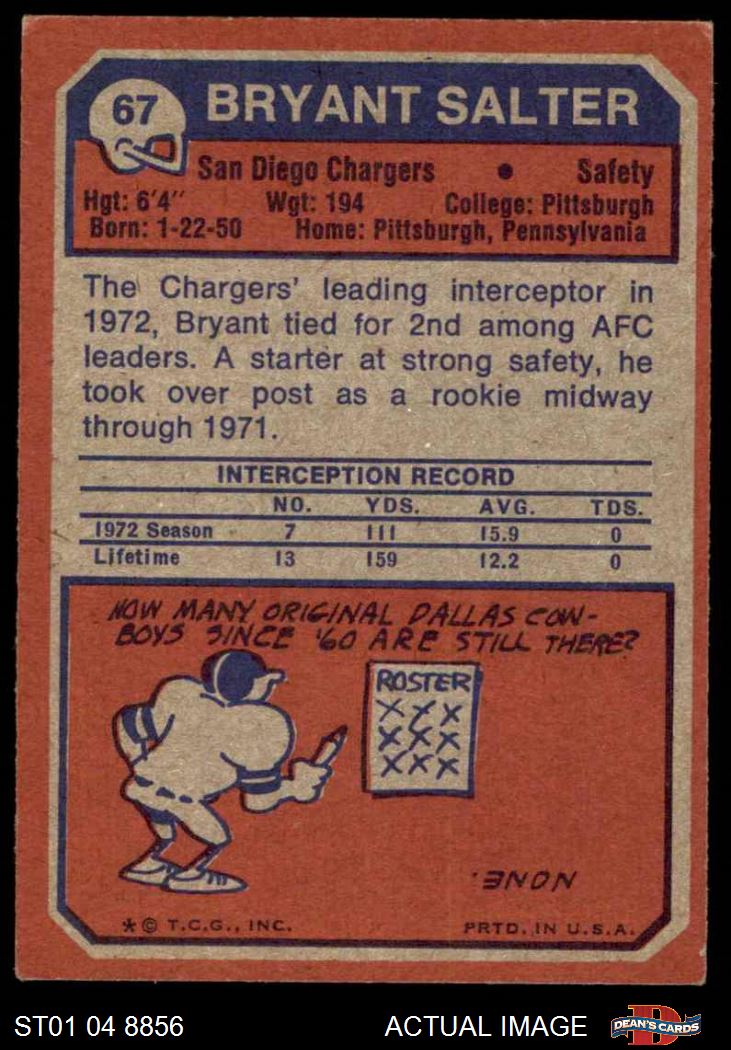 67 BRYANT SALTER
San Diego Chargers • Safety
Hgt: 6'4" Wgt: 194 College: Pittsburgh
Born: 1-22-50 Home: Pittsburgh, Pennsylvania
The Chargers' leading interceptor in
1972, Bryant tied for 2nd among AFC
leaders. A starter at strong safety, he
took over post as a rookie midway
through 1971.
INTERCEPTION RECORD
NO. YDS. AVG. TDS.
1972 Season 7 111 15.9 0
Lifetime 13 159 12.2 0
HOW MANY ORIGINAL DALLAS COW-
BOYS SINCE '60 ARE STILL THERE?
ROSTER
X X X
X X X
X X X
NONE.
* © T.C.G., INC. PRTD. IN U.S.A.
ST01 04 8856 ACTUAL IMAGE DEAN'S CARDS